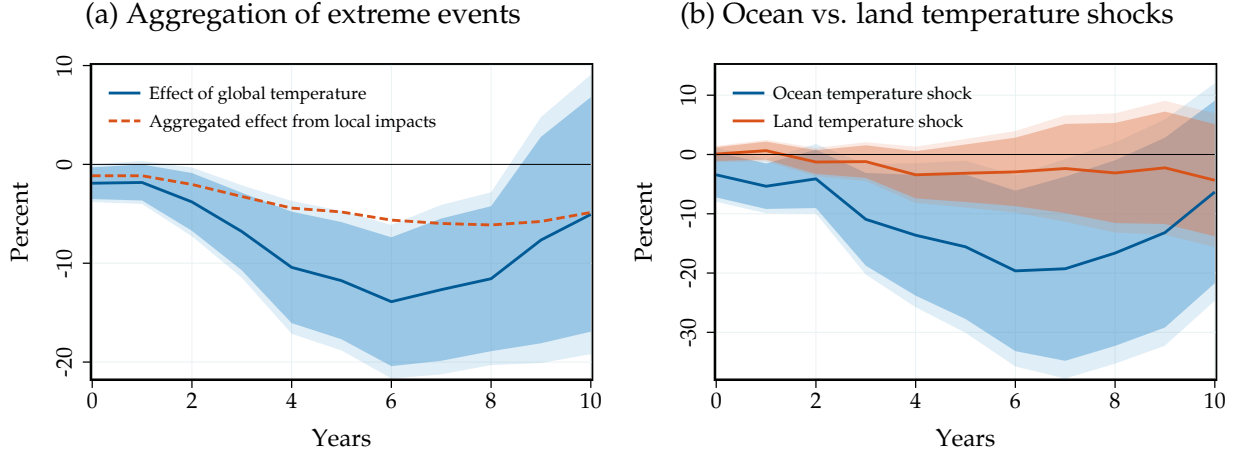 (a) Aggregation of extreme events
10
0
-10
-20
Percent
Effect of global temperature
Aggregated effect from local impacts
0 2 4 6 8 10
Years
(b) Ocean vs. land temperature shocks
10
0
-10
-20
-30
Percent
Ocean temperature shock
Land temperature shock
0 2 4 6 8 10
Years